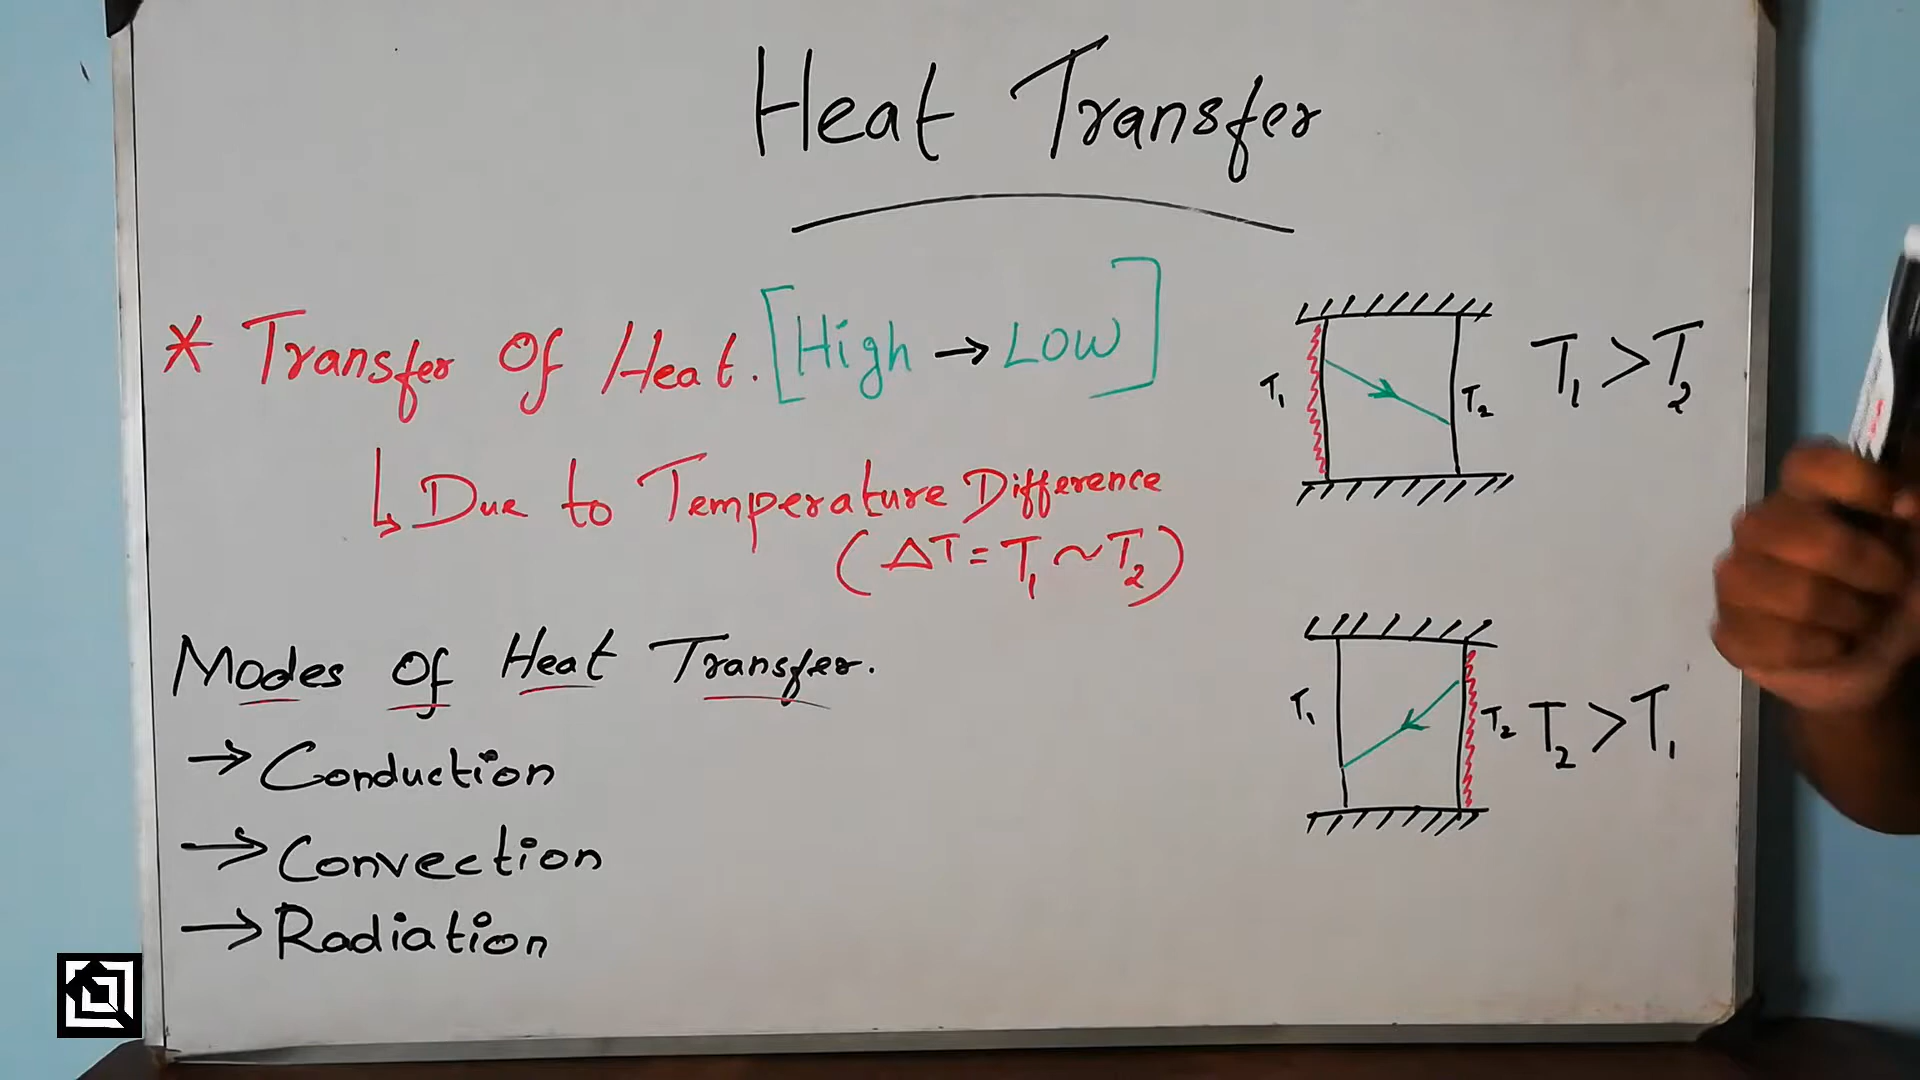 Heat Transfer
* Transfer Of Heat. [High → Low]
↳ Due to Temperature Difference
(ΔT = T₁ ~ T₂)
T₁
T₂
T₁ > T₂
Modes Of Heat Transfer.
→ Conduction
→ Convection
→ Radiation
T₁
T₂
T₂ > T₁